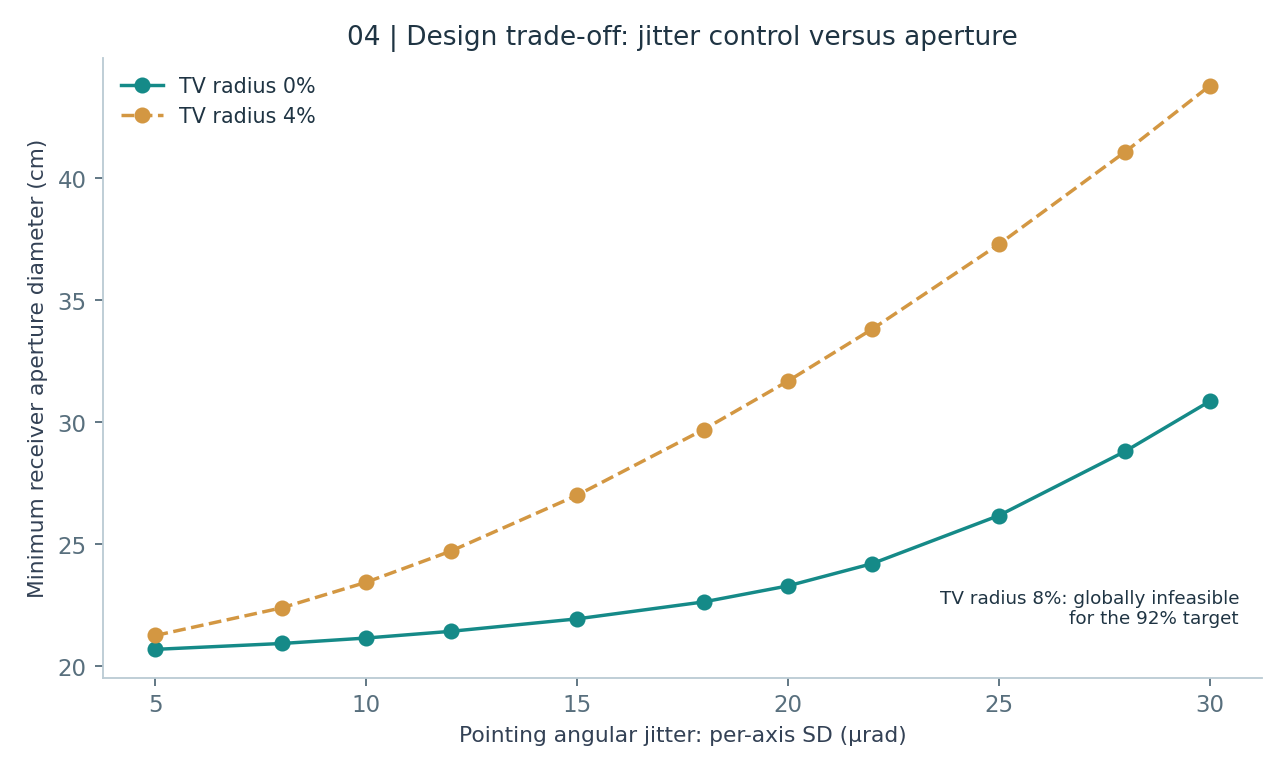 04 | Design trade-off: jitter control versus aperture
TV radius 0%
TV radius 4%
Minimum receiver aperture diameter (cm)
40
35
30
25
20
TV radius 8%: globally infeasible
for the 92% target
5 10 15 20 25 30
Pointing angular jitter: per-axis SD (μrad)